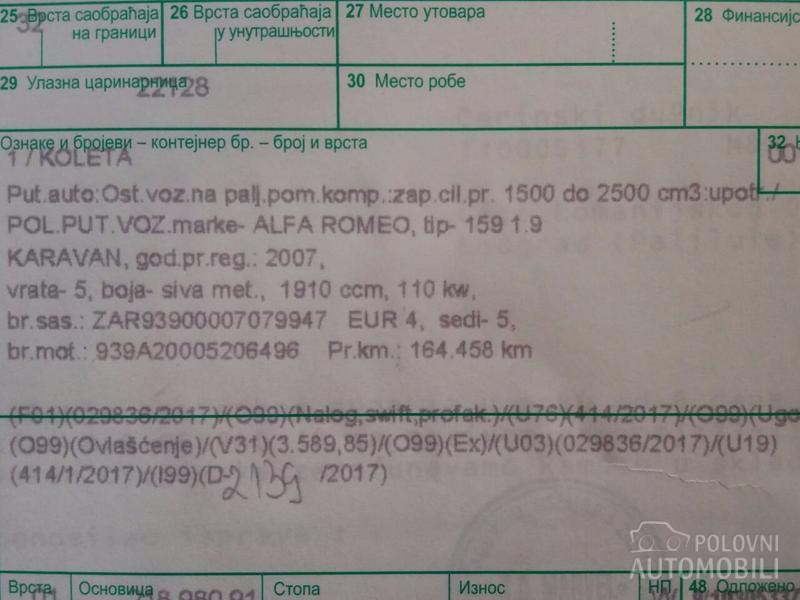 25 Врста саобраћаја
на граници
32
26 Врста саобраћаја
у унутрашњости
27 Место утовара
28 Финансијс
29 Улазна царинарница
22128
30 Место робе
Ознаке и бројеви – контејнер бр. – број и врста
32
00
1 / KOLETA
Put.auto:Ost.voz.na palj.pom.komp.:zap.cil.pr. 1500 do 2500 cm3:upotr./
POL.PUT.VOZ.marke- ALFA ROMEO, tip- 159 1.9
KARAVAN, god.pr.reg.: 2007,
vrata- 5, boja- siva met., 1910 ccm, 110 kw,
br.sas.: ZAR93900007079947 EUR 4, sedi- 5,
br.mot.: 939A20005206496 Pr.km.: 164.458 km
(F01)(029836/2017)/(O99)(Nalog,swift,profak.)/(U76)(414/2017)/(O99)(Ugo
(O99)(Ovlašćenje)/(V31)(3.589,85)/(O99)(Ex)/(U03)(029836/2017)/(U19)
(414/1/2017)/(I99)(D-2139 /2017)
POLOVNI
AUTOMOBILI
Врста
Основица
Стопа
Износ
НП
48 Одложено